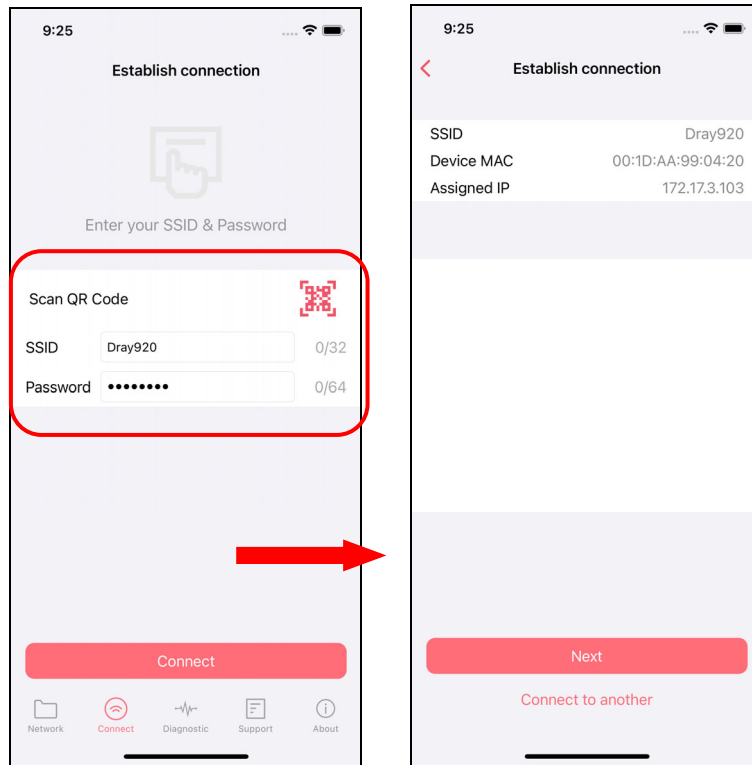 9:25
Establish connection
Enter your SSID & Password
Scan QR Code
SSID Dray920 0/32
Password •••••••• 0/64
Connect
Network Connect Diagnostic Support About
9:25
Establish connection
SSID Dray920
Device MAC 00:1D:AA:99:04:20
Assigned IP 172.17.3.103
Next
Connect to another